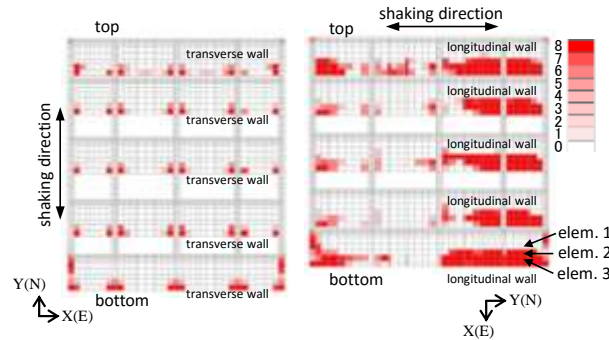 top
transverse wall
transverse wall
transverse wall
transverse wall
transverse wall
shaking direction
bottom
Y(N)
X(E)
shaking direction
top
longitudinal wall
longitudinal wall
longitudinal wall
longitudinal wall
longitudinal wall
bottom
8
7
6
5
4
3
2
1
0
elem. 1
elem. 2
elem. 3
Y(N)
X(E)